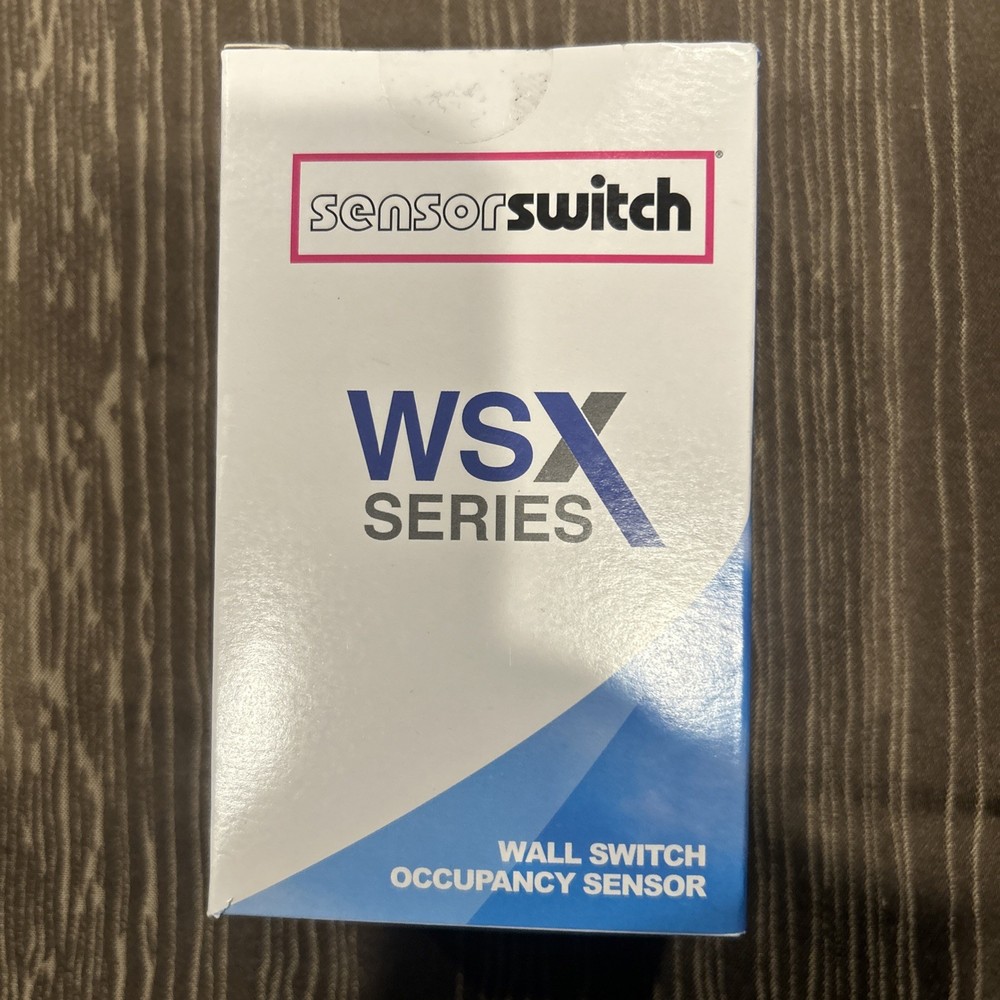 sensorswitch®
WSX
SERIES
WALL SWITCH
OCCUPANCY SENSOR